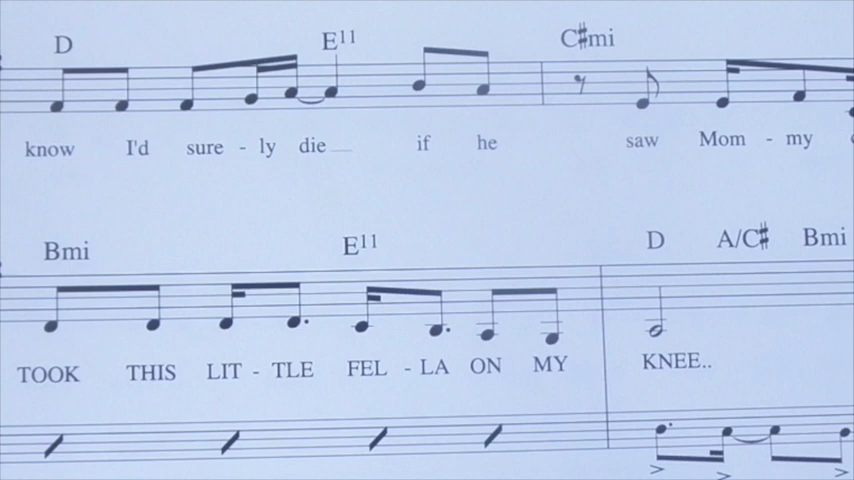 D E11 C♯mi
know I'd sure - ly die if he saw Mom - my
Bmi E11 D A/C♯ Bmi
TOOK THIS LIT - TLE FEL - LA ON MY KNEE..